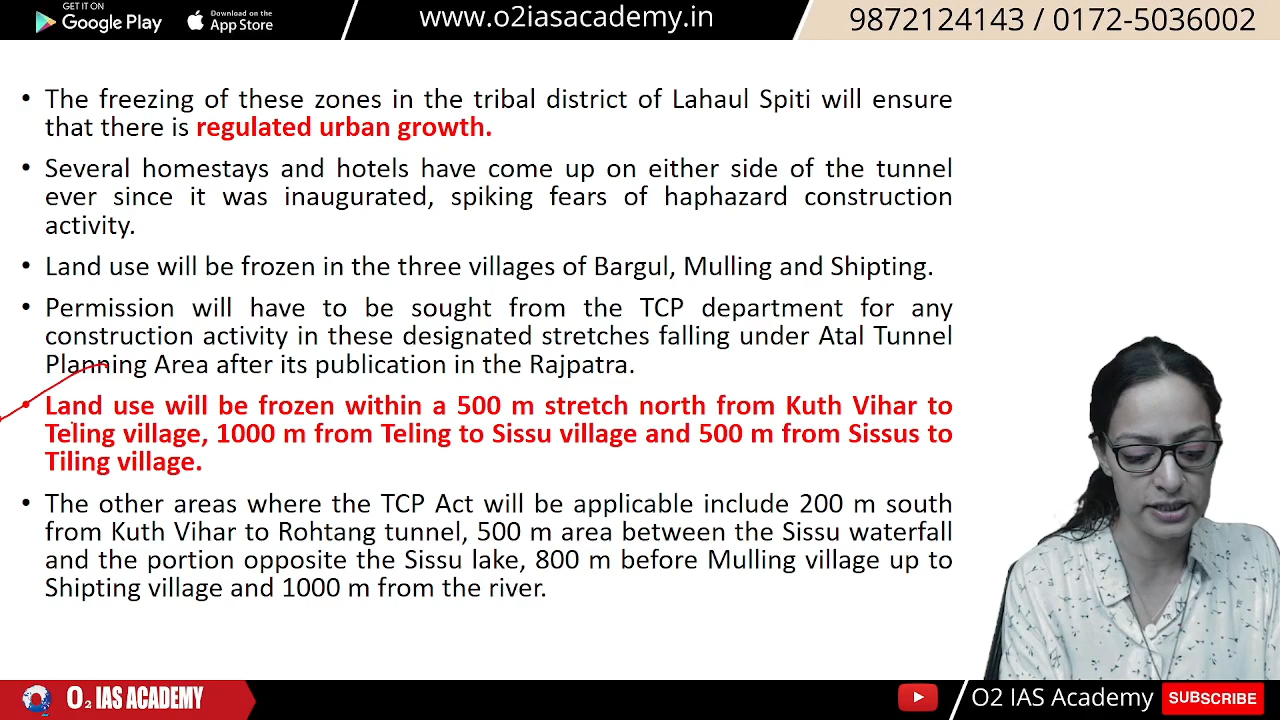 GET IT ON
Google Play
Download on the
App Store
www.o2iasacademy.in
9872124143 / 0172-5036002
• The freezing of these zones in the tribal district of Lahaul Spiti will ensure
that there is regulated urban growth.
• Several homestays and hotels have come up on either side of the tunnel
ever since it was inaugurated, spiking fears of haphazard construction
activity.
• Land use will be frozen in the three villages of Bargul, Mulling and Shipting.
• Permission will have to be sought from the TCP department for any
construction activity in these designated stretches falling under Atal Tunnel
Planning Area after its publication in the Rajpatra.
• Land use will be frozen within a 500 m stretch north from Kuth Vihar to
Teling village, 1000 m from Teling to Sissu village and 500 m from Sissus to
Tiling village.
• The other areas where the TCP Act will be applicable include 200 m south
from Kuth Vihar to Rohtang tunnel, 500 m area between the Sissu waterfall
and the portion opposite the Sissu lake, 800 m before Mulling village up to
Shipting village and 1000 m from the river.
O2 IAS ACADEMY
O2 IAS Academy
SUBSCRIBE